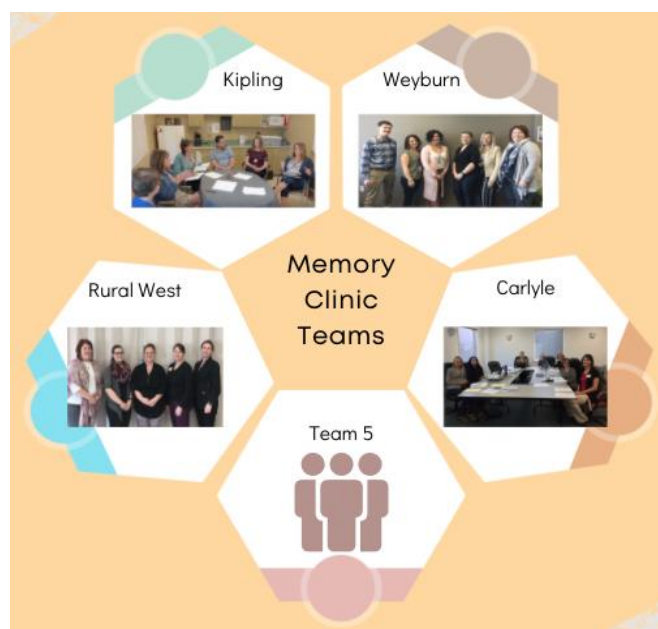 Kipling
Weyburn
Memory
Clinic
Teams
Rural West
Carlyle
Team 5